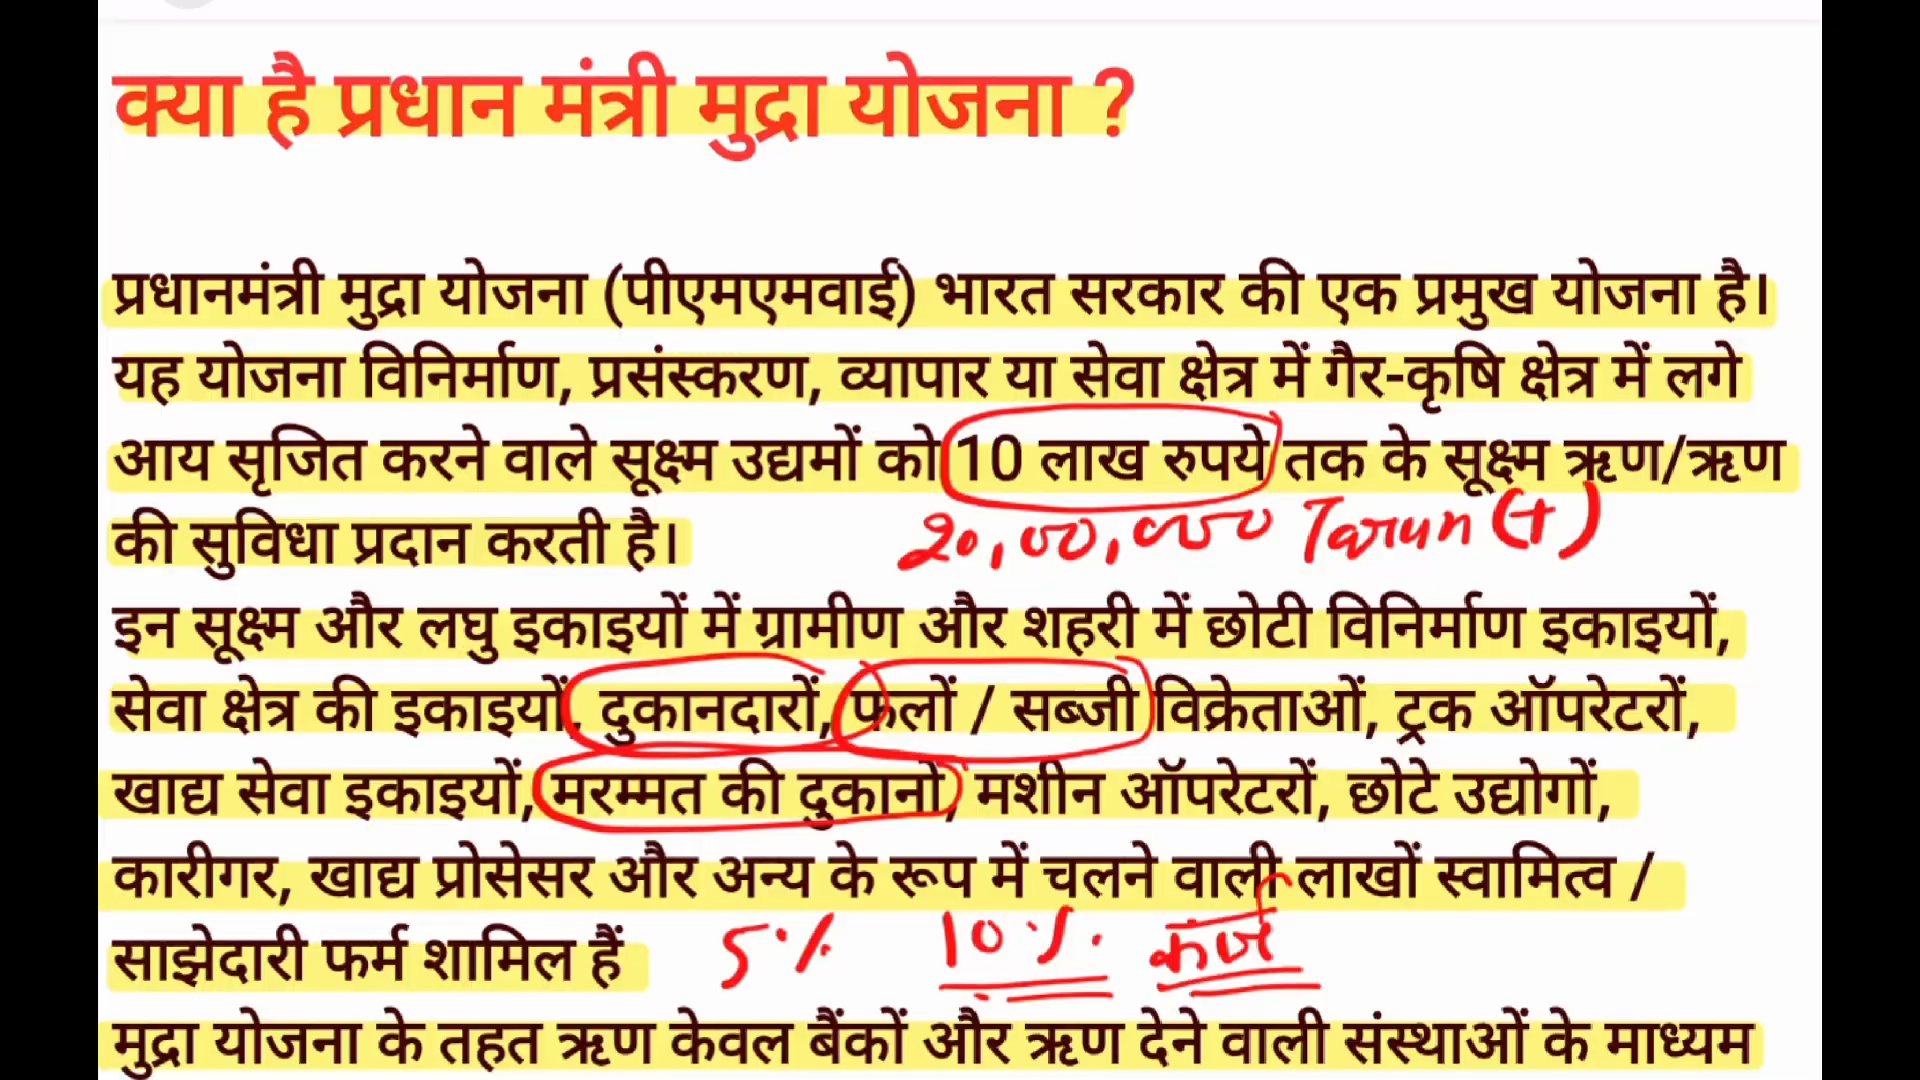 क्या है प्रधान मंत्री मुद्रा योजना ?
प्रधानमंत्री मुद्रा योजना (पीएमएमवाई) भारत सरकार की एक प्रमुख योजना है।
यह योजना विनिर्माण, प्रसंस्करण, व्यापार या सेवा क्षेत्र में गैर-कृषि क्षेत्र में लगे
आय सृजित करने वाले सूक्ष्म उद्यमों को 10 लाख रुपये तक के सूक्ष्म ऋण/ऋण
की सुविधा प्रदान करती है।
20,00,000 Tarun (+)
इन सूक्ष्म और लघु इकाइयों में ग्रामीण और शहरी में छोटी विनिर्माण इकाइयों,
सेवा क्षेत्र की इकाइयों, दुकानदारों, फलों / सब्जी विक्रेताओं, ट्रक ऑपरेटरों,
खाद्य सेवा इकाइयों, मरम्मत की दुकानों, मशीन ऑपरेटरों, छोटे उद्योगों,
कारीगर, खाद्य प्रोसेसर और अन्य के रूप में चलने वाली लाखों स्वामित्व /
साझेदारी फर्म शामिल हैं
5% 10% कर्ज
मुद्रा योजना के तहत ऋण केवल बैंकों और ऋण देने वाली संस्थाओं के माध्यम